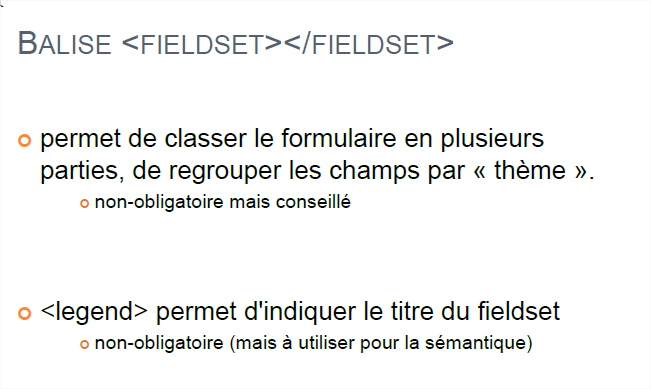 BALISE <FIELDSET></FIELDSET>
permet de classer le formulaire en plusieurs
parties, de regrouper les champs par « thème ».
non-obligatoire mais conseillé
<legend> permet d'indiquer le titre du fieldset
non-obligatoire (mais à utiliser pour la sémantique)